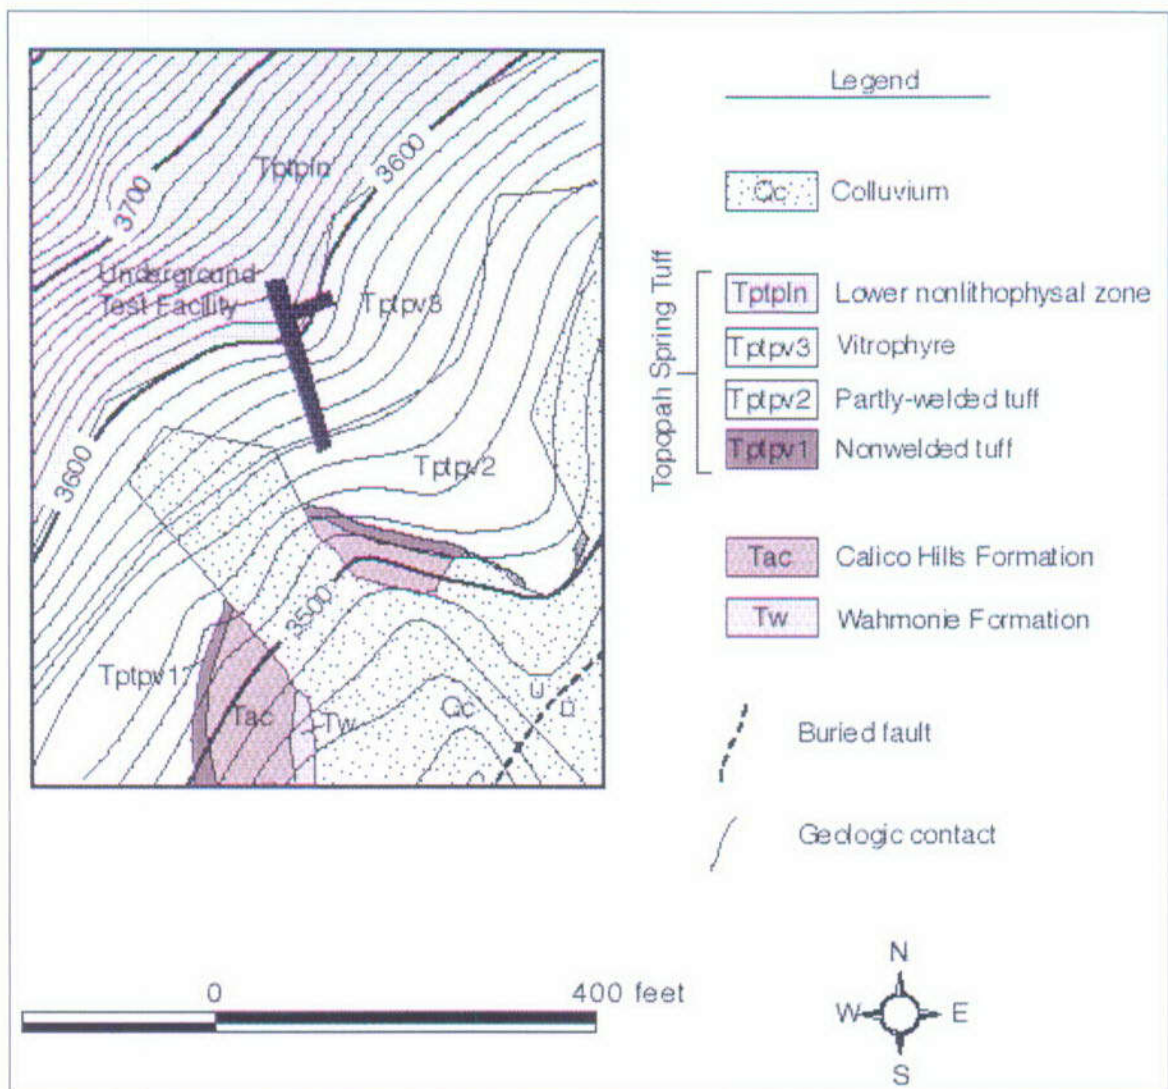 Tptpln
3600
3700
Underground
Test Facility
Tptpv3
3600
Tptpv2
3500
Tptpv1?
Tac
Tw
Qc
U
D
Legend
Qc Colluvium
Topopah Spring Tuff
Tptpln Lower nonlithophysal zone
Tptpv3 Vitrophyre
Tptpv2 Partly-welded tuff
Tptpv1 Nonwelded tuff
Tac Calico Hills Formation
Tw Wahmonie Formation
Buried fault
Geologic contact
0 400 feet
N
W E
S